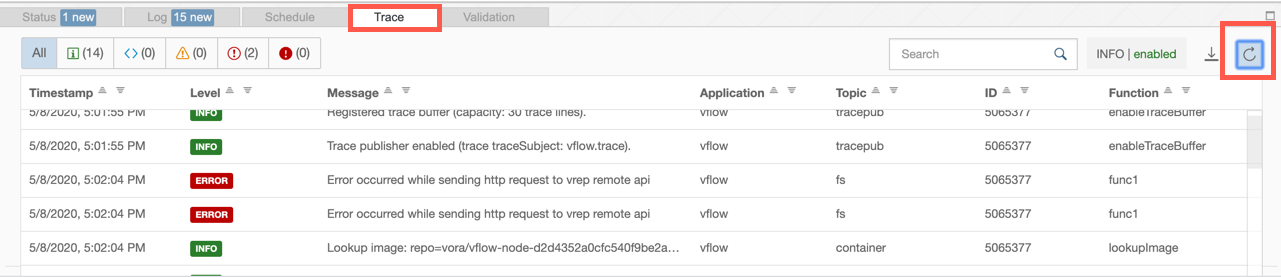 Status 1 new Log 15 new Schedule Trace Validation
All (14) (0) (0) (2) (0) Search INFO | enabled
Timestamp Level Message Application Topic ID Function
5/8/2020, 5:01:55 PM INFO Registered trace buffer (capacity: 30 trace lines). vflow tracepub 5065377 enableTraceBuffer
5/8/2020, 5:01:55 PM INFO Trace publisher enabled (trace traceSubject: vflow.trace). vflow tracepub 5065377 enableTraceBuffer
5/8/2020, 5:02:04 PM ERROR Error occurred while sending http request to vrep remote api vflow fs 5065377 func1
5/8/2020, 5:02:04 PM ERROR Error occurred while sending http request to vrep remote api vflow fs 5065377 func1
5/8/2020, 5:02:04 PM INFO Lookup image: repo=vora/vflow-node-d2d4352a0cfc540f9be2a... vflow container 5065377 lookupImage